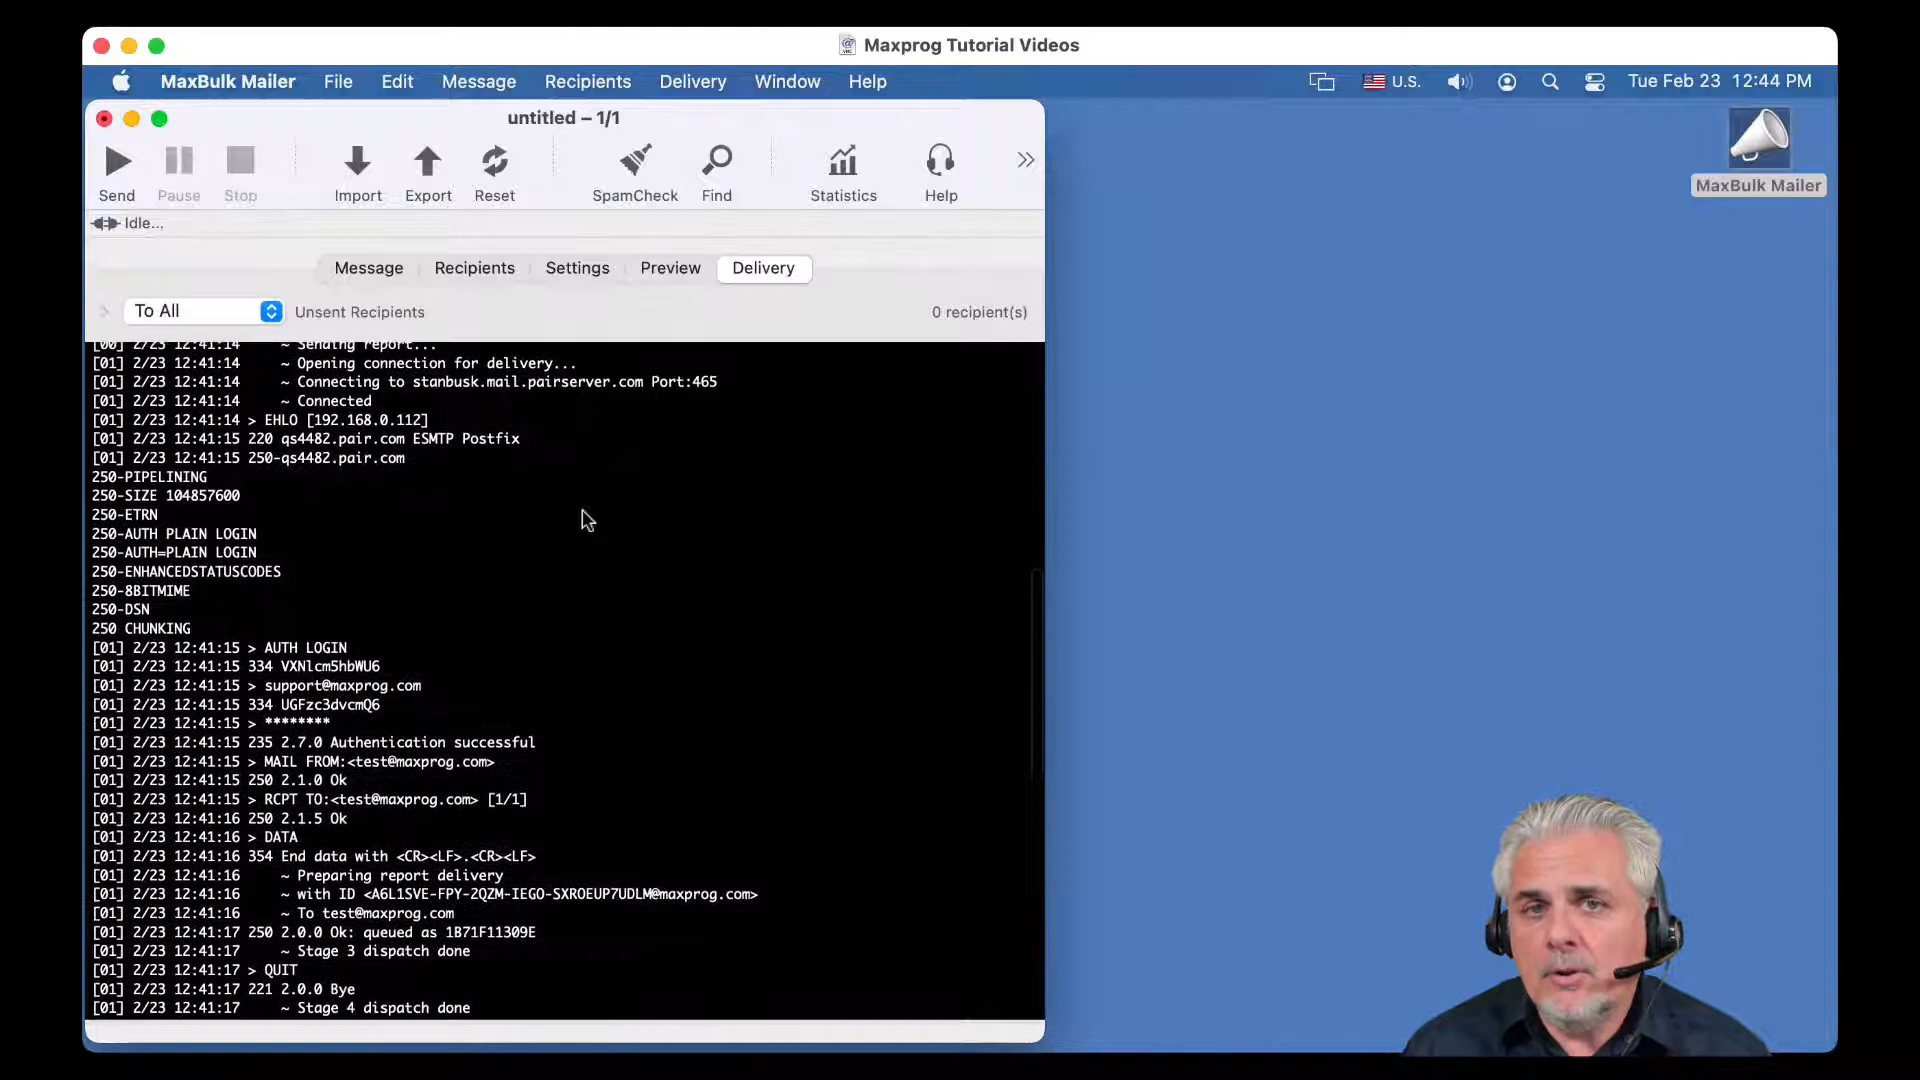 Maxprog Tutorial Videos
MaxBulk Mailer File Edit Message Recipients Delivery Window Help U.S. Tue Feb 23 12:44 PM
untitled – 1/1
Send Pause Stop Import Export Reset SpamCheck Find Statistics Help
MaxBulk Mailer
Idle...
Message Recipients Settings Preview Delivery
To All Unsent Recipients 0 recipient(s)
[00] 2/23 12:41:14 ~ Sending report...
[01] 2/23 12:41:14 ~ Opening connection for delivery...
[01] 2/23 12:41:14 ~ Connecting to stanbusk.mail.pairserver.com Port:465
[01] 2/23 12:41:14 ~ Connected
[01] 2/23 12:41:14 > EHLO [192.168.0.112]
[01] 2/23 12:41:15 220 qs4482.pair.com ESMTP Postfix
[01] 2/23 12:41:15 250-qs4482.pair.com
250-PIPELINING
250-SIZE 104857600
250-ETRN
250-AUTH PLAIN LOGIN
250-AUTH=PLAIN LOGIN
250-ENHANCEDSTATUSCODES
250-8BITMIME
250-DSN
250 CHUNKING
[01] 2/23 12:41:15 > AUTH LOGIN
[01] 2/23 12:41:15 334 VXNlcm5hbWU6
[01] 2/23 12:41:15 > support@maxprog.com
[01] 2/23 12:41:15 334 UGFzc3dvcmQ6
[01] 2/23 12:41:15 > ********
[01] 2/23 12:41:15 235 2.7.0 Authentication successful
[01] 2/23 12:41:15 > MAIL FROM:<test@maxprog.com>
[01] 2/23 12:41:15 250 2.1.0 Ok
[01] 2/23 12:41:15 > RCPT TO:<test@maxprog.com> [1/1]
[01] 2/23 12:41:16 250 2.1.5 Ok
[01] 2/23 12:41:16 > DATA
[01] 2/23 12:41:16 354 End data with <CR><LF>.<CR><LF>
[01] 2/23 12:41:16 ~ Preparing report delivery
[01] 2/23 12:41:16 ~ with ID <A6L1SVE-FPY-2QZM-IEGO-SXROEUP7UDLM@maxprog.com>
[01] 2/23 12:41:16 ~ To test@maxprog.com
[01] 2/23 12:41:17 250 2.0.0 Ok: queued as 1B71F11309E
[01] 2/23 12:41:17 ~ Stage 3 dispatch done
[01] 2/23 12:41:17 > QUIT
[01] 2/23 12:41:17 221 2.0.0 Bye
[01] 2/23 12:41:17 ~ Stage 4 dispatch done